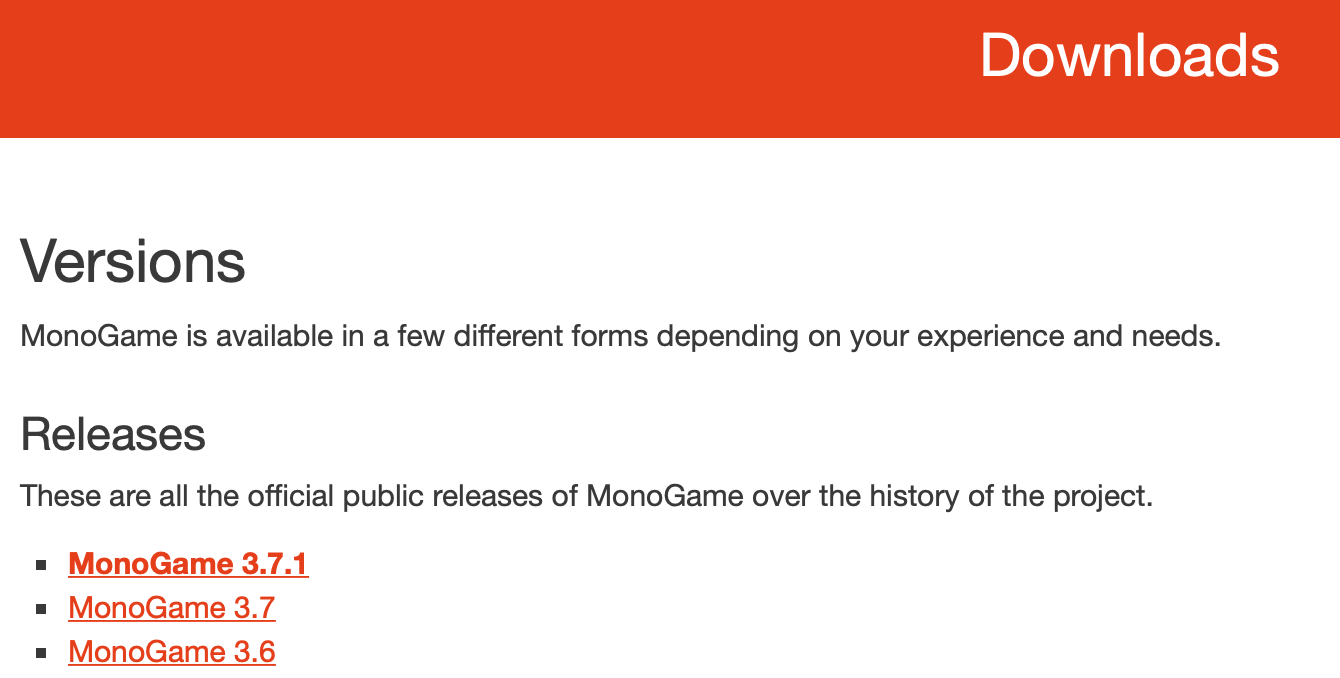 Downloads
Versions
MonoGame is available in a few different forms depending on your experience and needs.
Releases
These are all the official public releases of MonoGame over the history of the project.
MonoGame 3.7.1
MonoGame 3.7
MonoGame 3.6